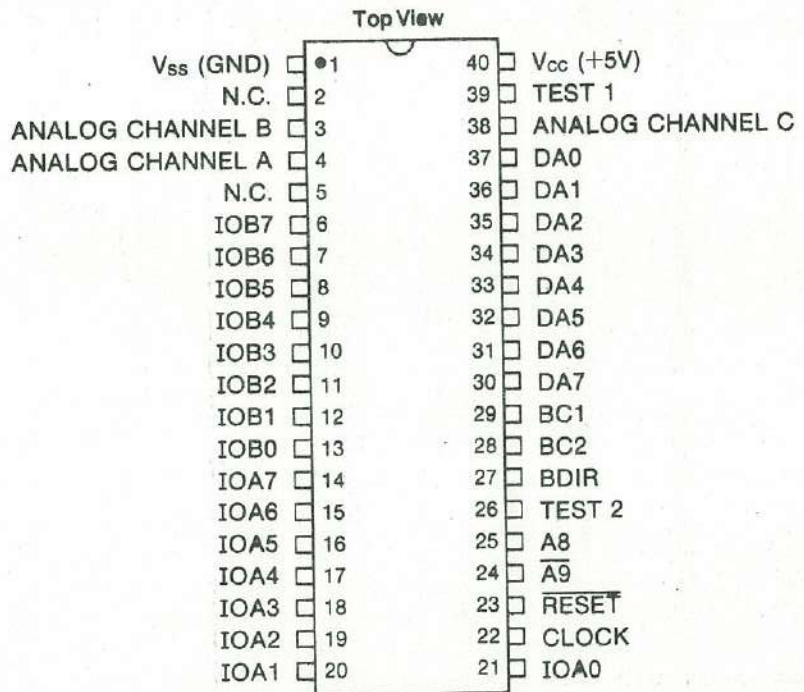 Top View
Vss (GND) 1 40 Vcc (+5V)
N.C. 2 39 TEST 1
ANALOG CHANNEL B 3 38 ANALOG CHANNEL C
ANALOG CHANNEL A 4 37 DA0
N.C. 5 36 DA1
IOB7 6 35 DA2
IOB6 7 34 DA3
IOB5 8 33 DA4
IOB4 9 32 DA5
IOB3 10 31 DA6
IOB2 11 30 DA7
IOB1 12 29 BC1
IOB0 13 28 BC2
IOA7 14 27 BDIR
IOA6 15 26 TEST 2
IOA5 16 25 A8
IOA4 17 24 A̅9̅
IOA3 18 23 R̅E̅S̅E̅T̅
IOA2 19 22 CLOCK
IOA1 20 21 IOA0